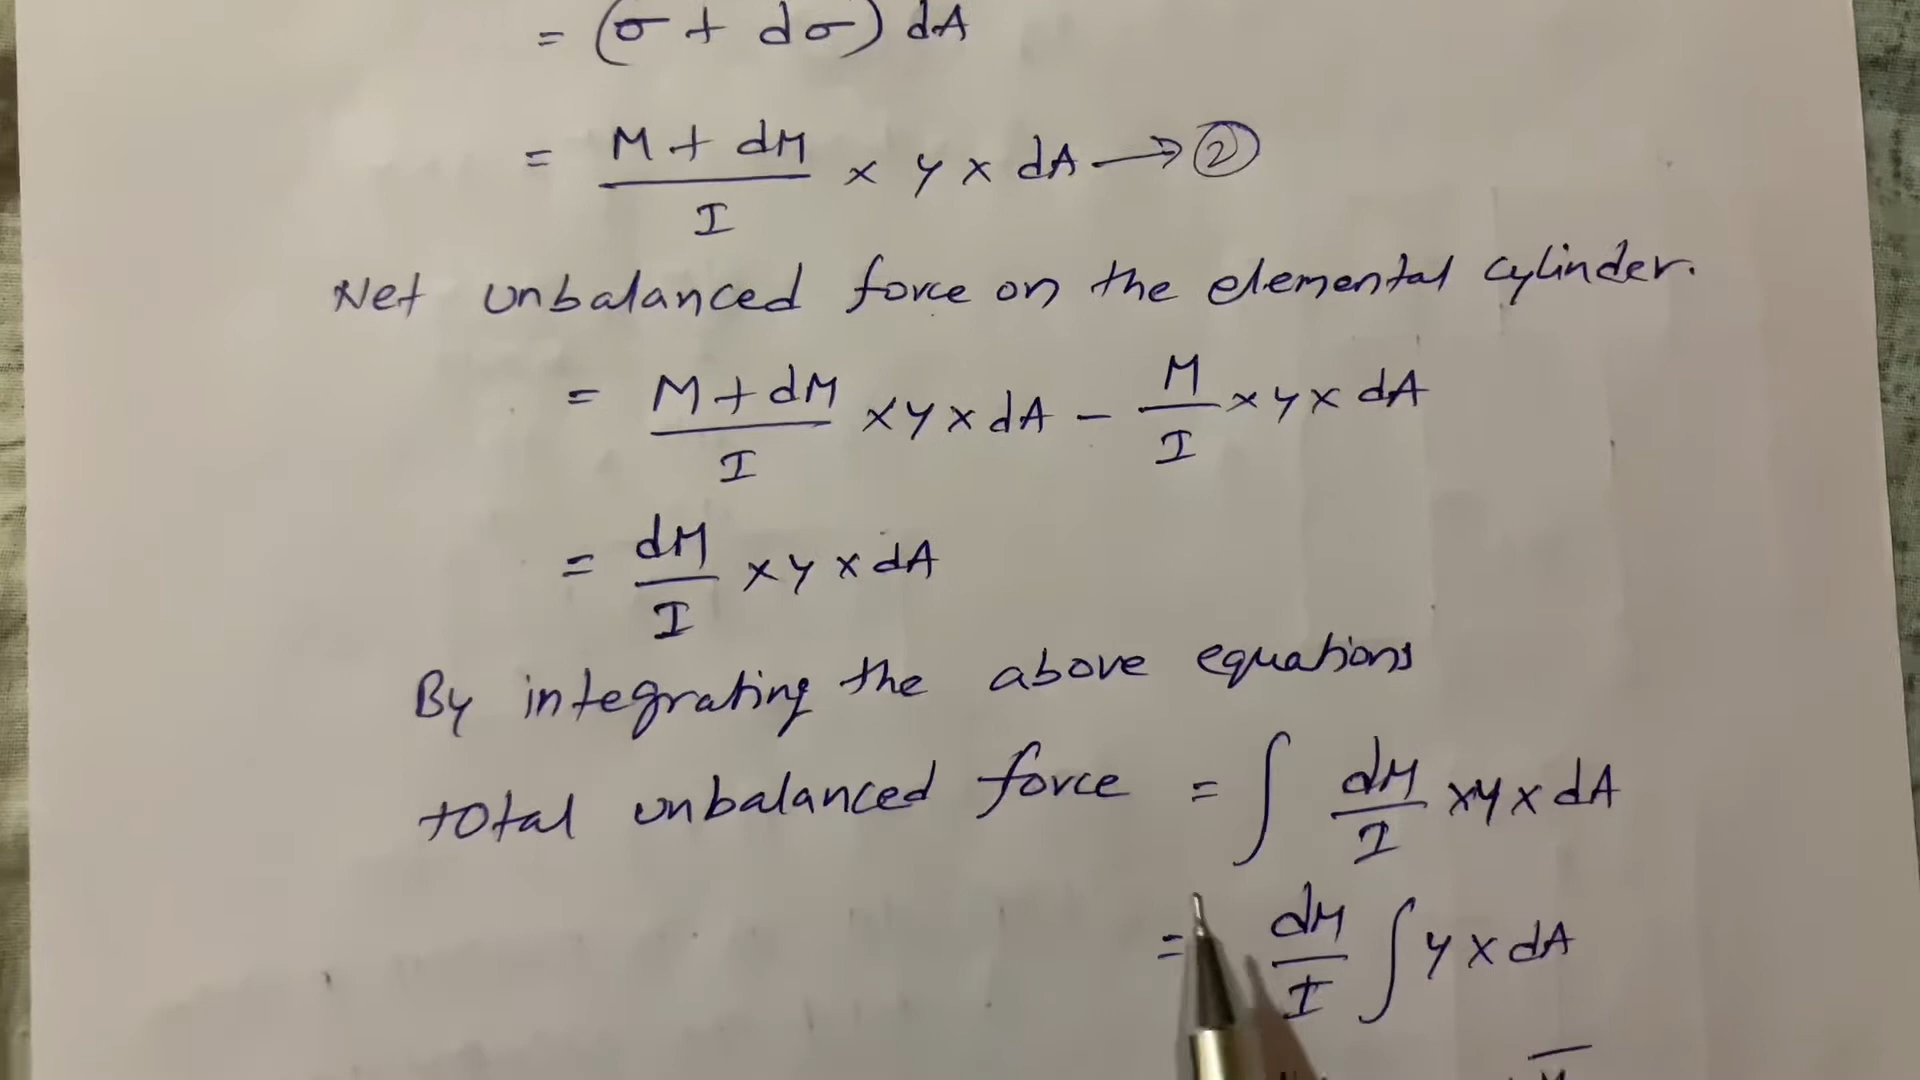 = (σ + dσ) dA
= M + dM / I × y × dA → ②
Net unbalanced force on the elemental cylinder.
= M + dM / I × y × dA - M / I × y × dA
= dM / I × y × dA
By integrating the above equations
total unbalanced force = ∫ dM / I × y × dA
= dM / I ∫ y × dA